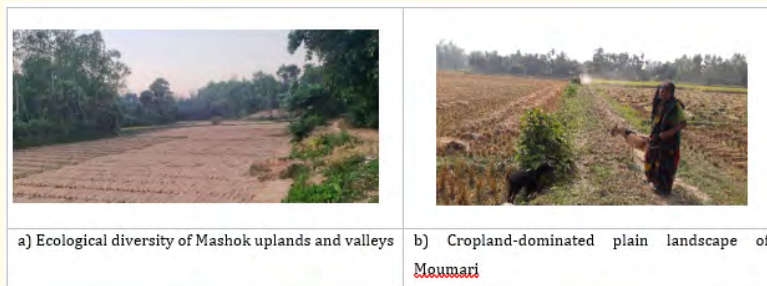 a) Ecological diversity of Mashok uplands and valleys
b) Cropland-dominated plain landscape of
Moumari